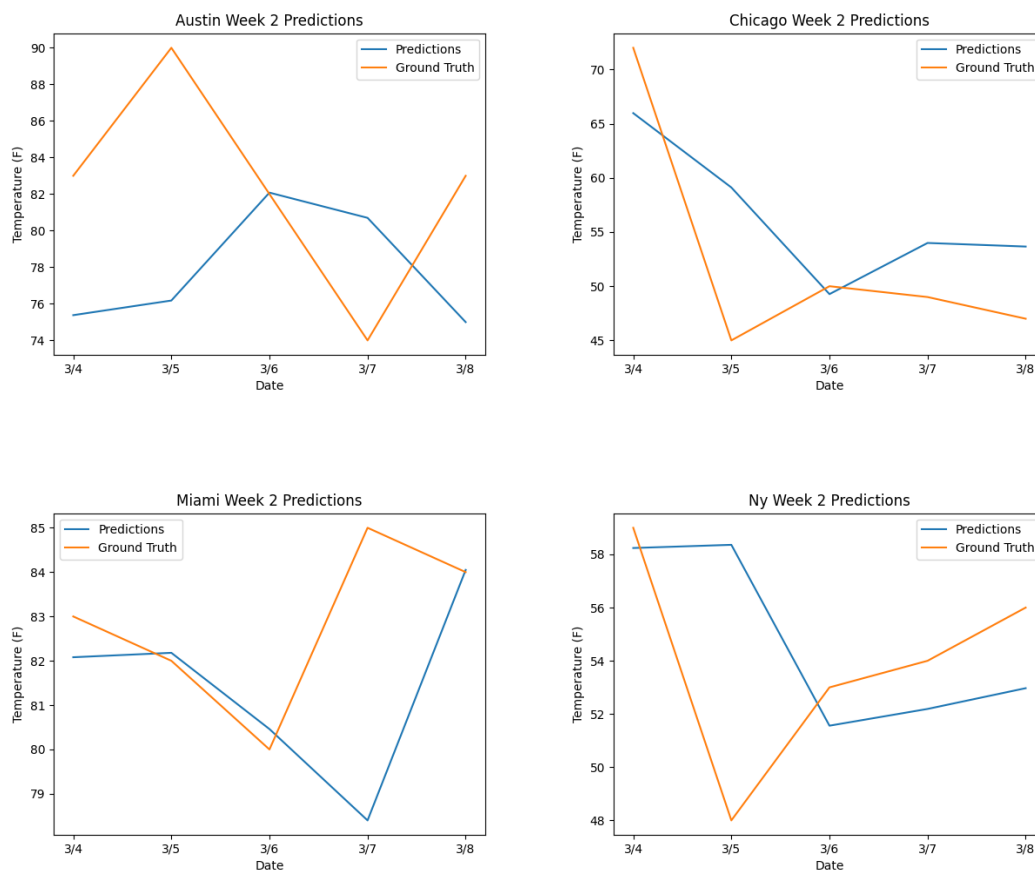 Austin Week 2 Predictions
Predictions
Ground Truth
90
88
86
84
82
80
78
76
74
Temperature (F)
3/4 3/5 3/6 3/7 3/8
Date
Chicago Week 2 Predictions
Predictions
Ground Truth
70
65
60
55
50
45
Temperature (F)
3/4 3/5 3/6 3/7 3/8
Date
Miami Week 2 Predictions
Predictions
Ground Truth
85
84
83
82
81
80
79
Temperature (F)
3/4 3/5 3/6 3/7 3/8
Date
Ny Week 2 Predictions
Predictions
Ground Truth
58
56
54
52
50
48
Temperature (F)
3/4 3/5 3/6 3/7 3/8
Date